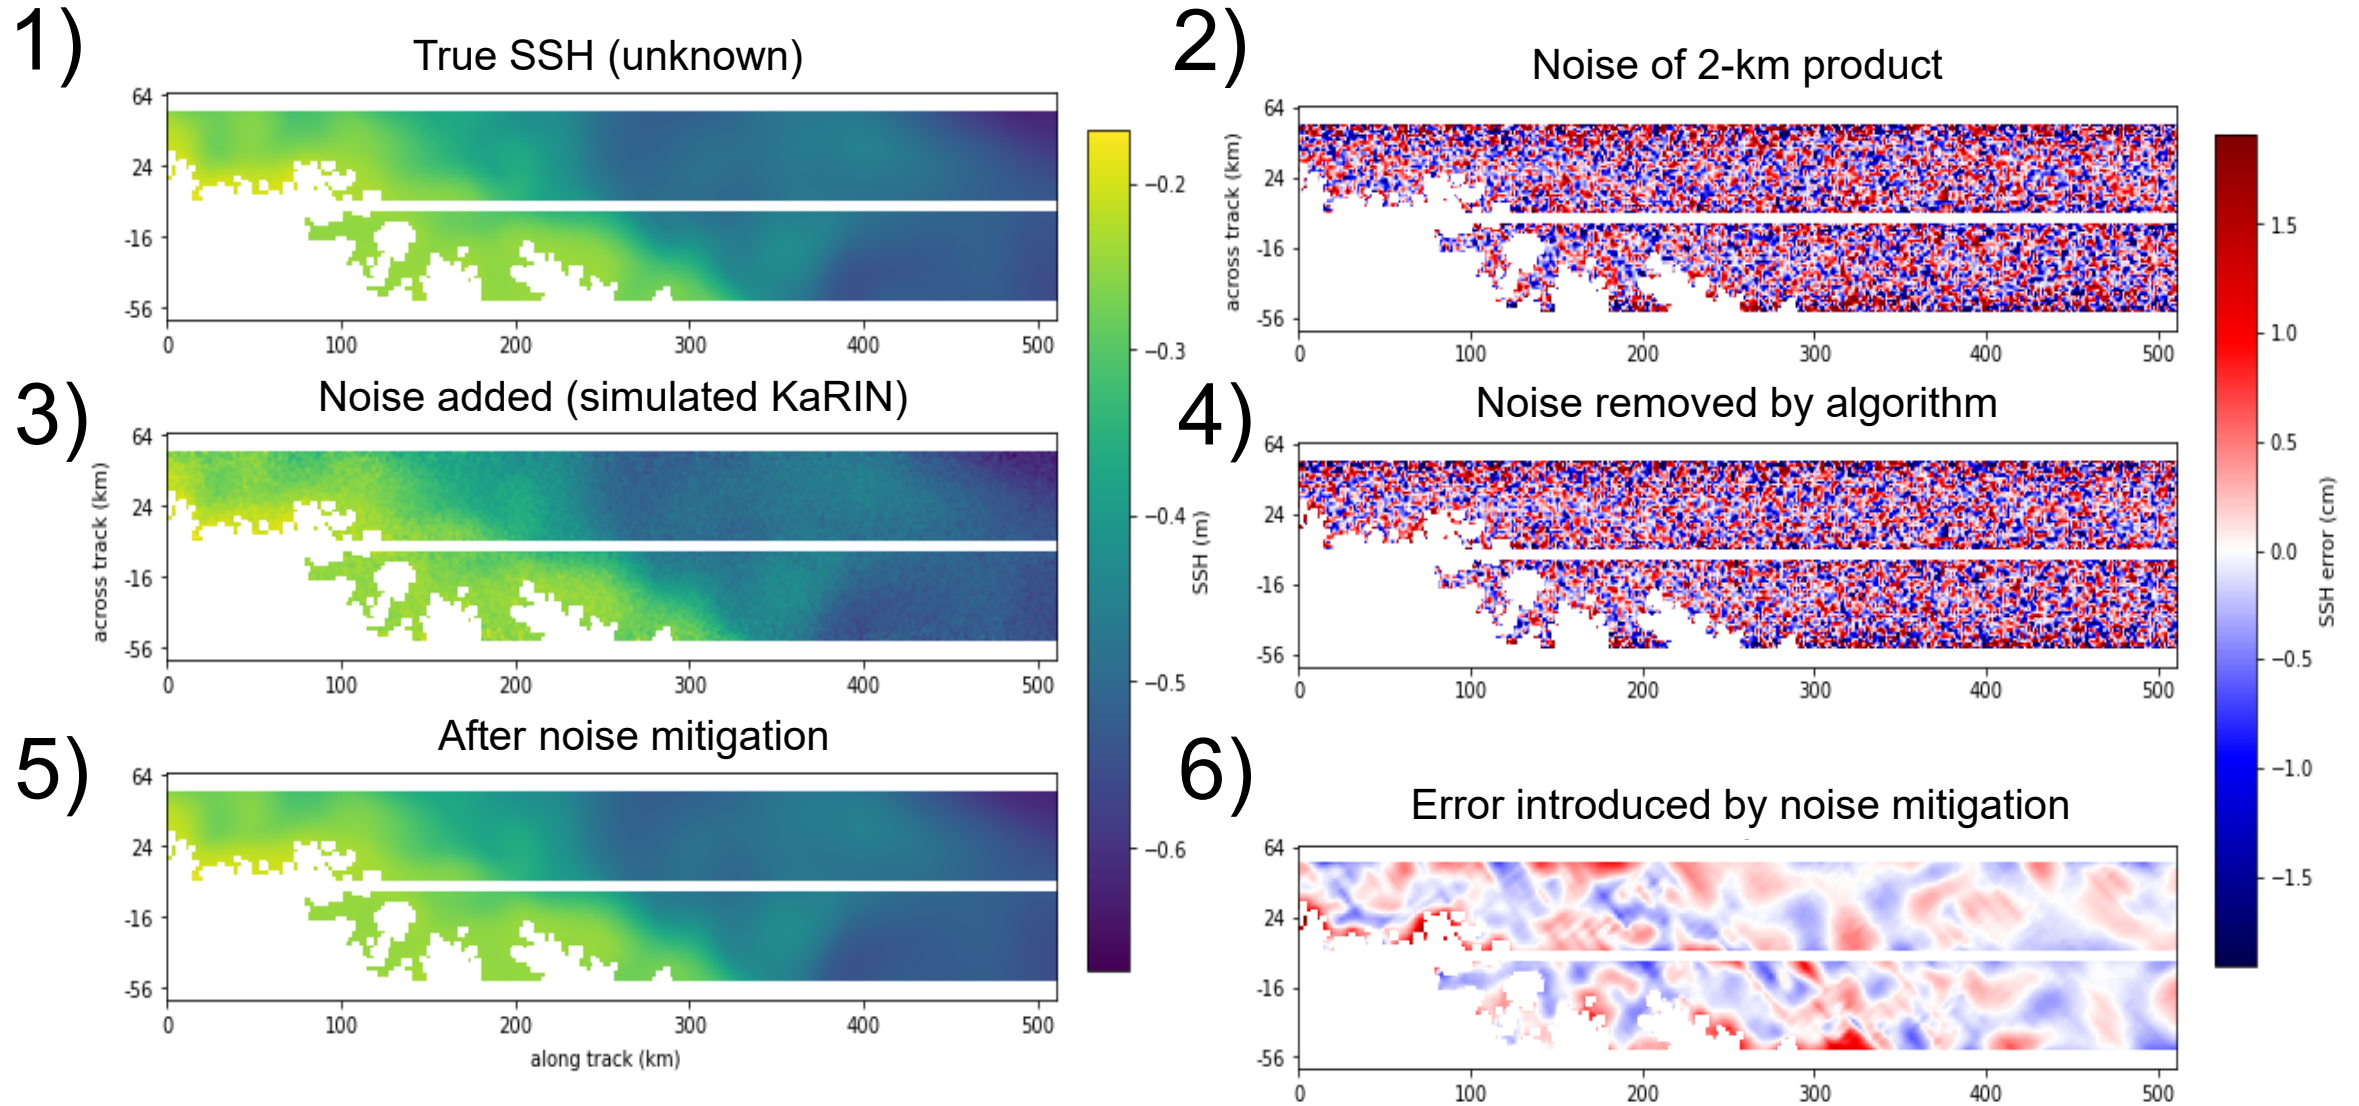 1)
True SSH (unknown)
64
24
-16
-56
0 100 200 300 400 500
2)
Noise of 2-km product
across track (km)
64
24
-16
-56
0 100 200 300 400 500
3)
Noise added (simulated KaRIN)
across track (km)
64
24
-16
-56
0 100 200 300 400 500
4)
Noise removed by algorithm
64
24
-16
-56
0 100 200 300 400 500
5)
After noise mitigation
64
24
-16
-56
0 100 200 300 400 500
along track (km)
6)
Error introduced by noise mitigation
64
24
-16
-56
0 100 200 300 400 500
−0.2
−0.3
−0.4
−0.5
−0.6
SSH (m)
1.5
1.0
0.5
0.0
−0.5
−1.0
−1.5
SSH error (cm)